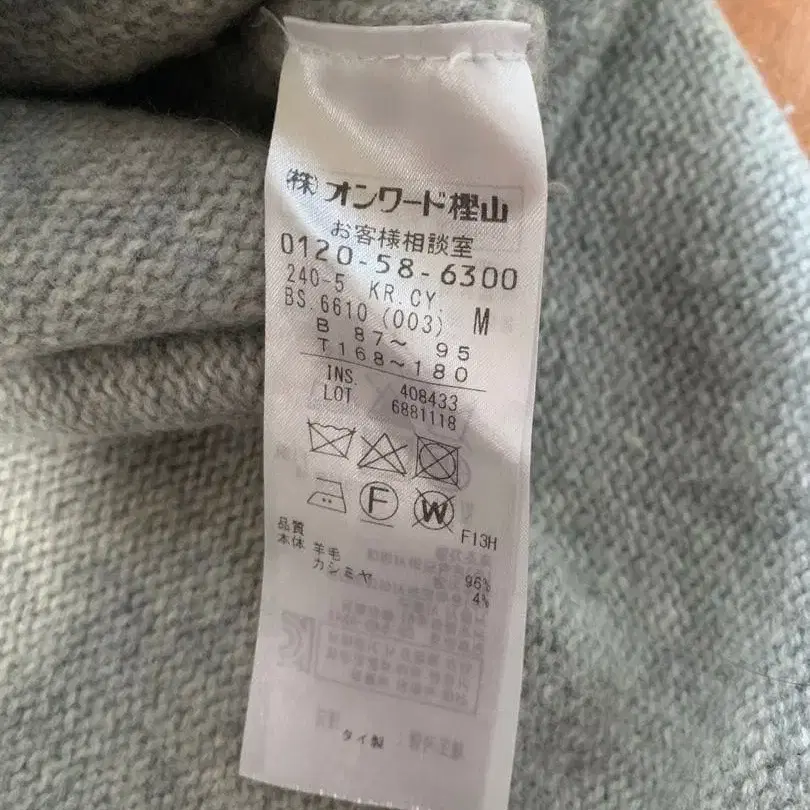 (株)オンワード樫山
お客様相談室
0120-58-6300
240-5 KR.CY.
BS.6610 (003) M
B 87〜 95
T168〜180
INS. 408433
LOT 6881118
F W
F13H
品質
本体 羊毛 96%
カシミヤ 4%
タイ製